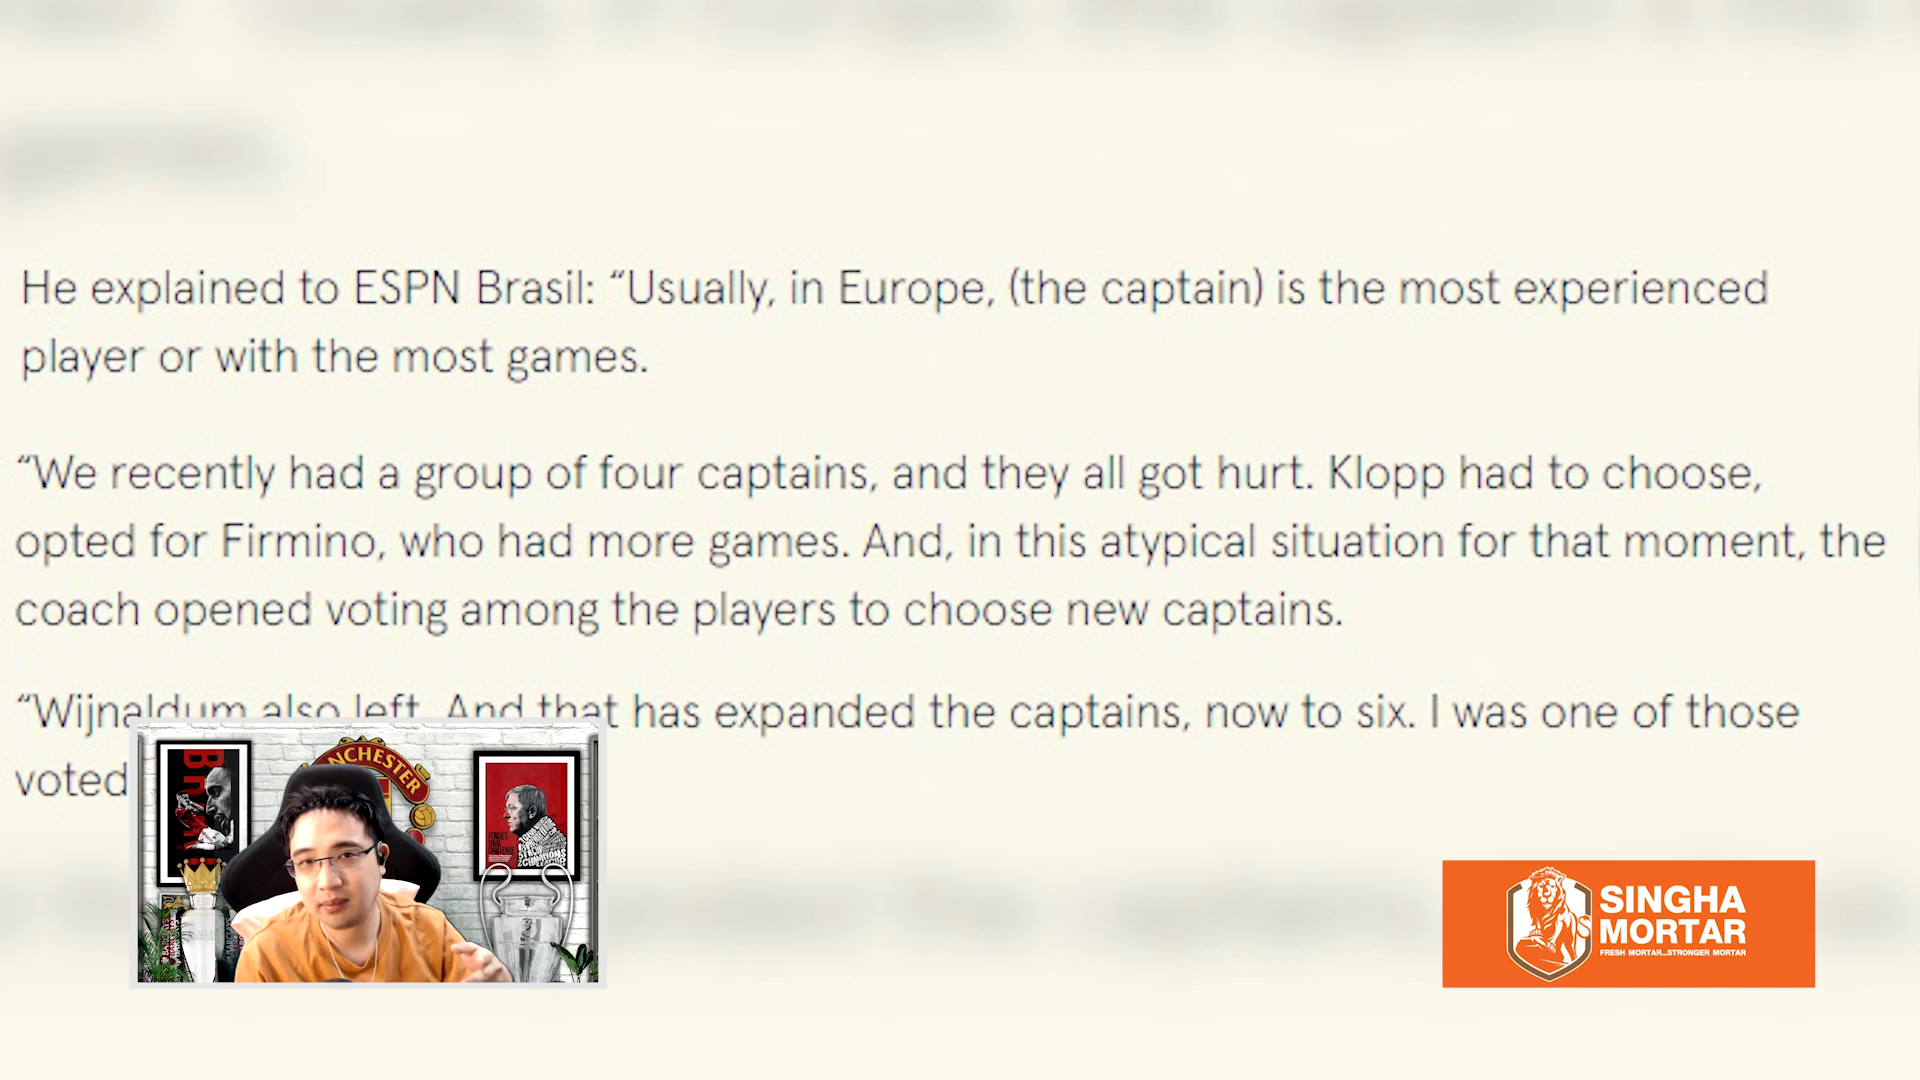 He explained to ESPN Brasil: “Usually, in Europe, (the captain) is the most experienced
player or with the most games.
“We recently had a group of four captains, and they all got hurt. Klopp had to choose,
opted for Firmino, who had more games. And, in this atypical situation for that moment, the
coach opened voting among the players to choose new captains.
“Wijnaldum also left. And that has expanded the captains, now to six. I was one of those
voted
NCHESTER
CHAMPIONS
SINGHA
MORTAR
FRESH MORTAR...STRONGER MORTAR